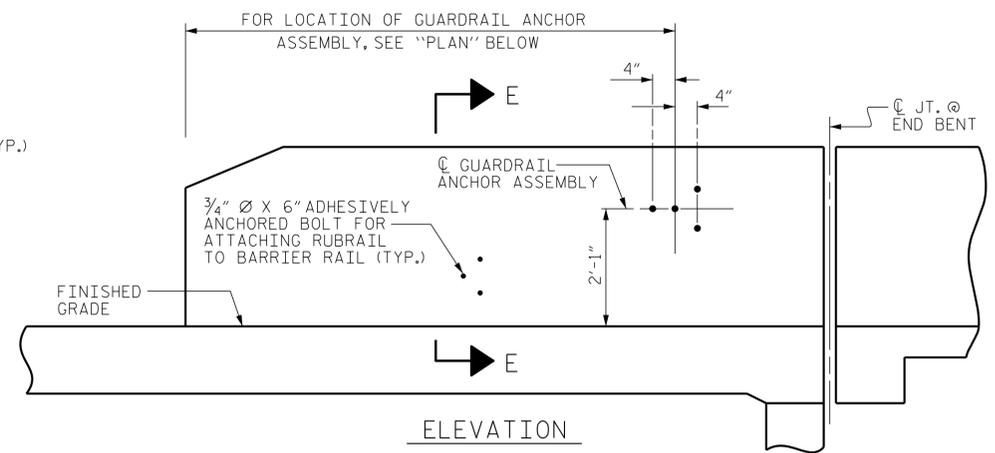 FOR LOCATION OF GUARDRAIL ANCHOR
ASSEMBLY, SEE "PLAN" BELOW
4"
E
4"
℄ JT. @
END BENT
YP.)
℄ GUARDRAIL
ANCHOR ASSEMBLY
3/4" Ø X 6" ADHESIVELY
ANCHORED BOLT FOR
ATTACHING RUBRAIL
TO BARRIER RAIL (TYP.)
2'-1"
FINISHED
GRADE
E
ELEVATION